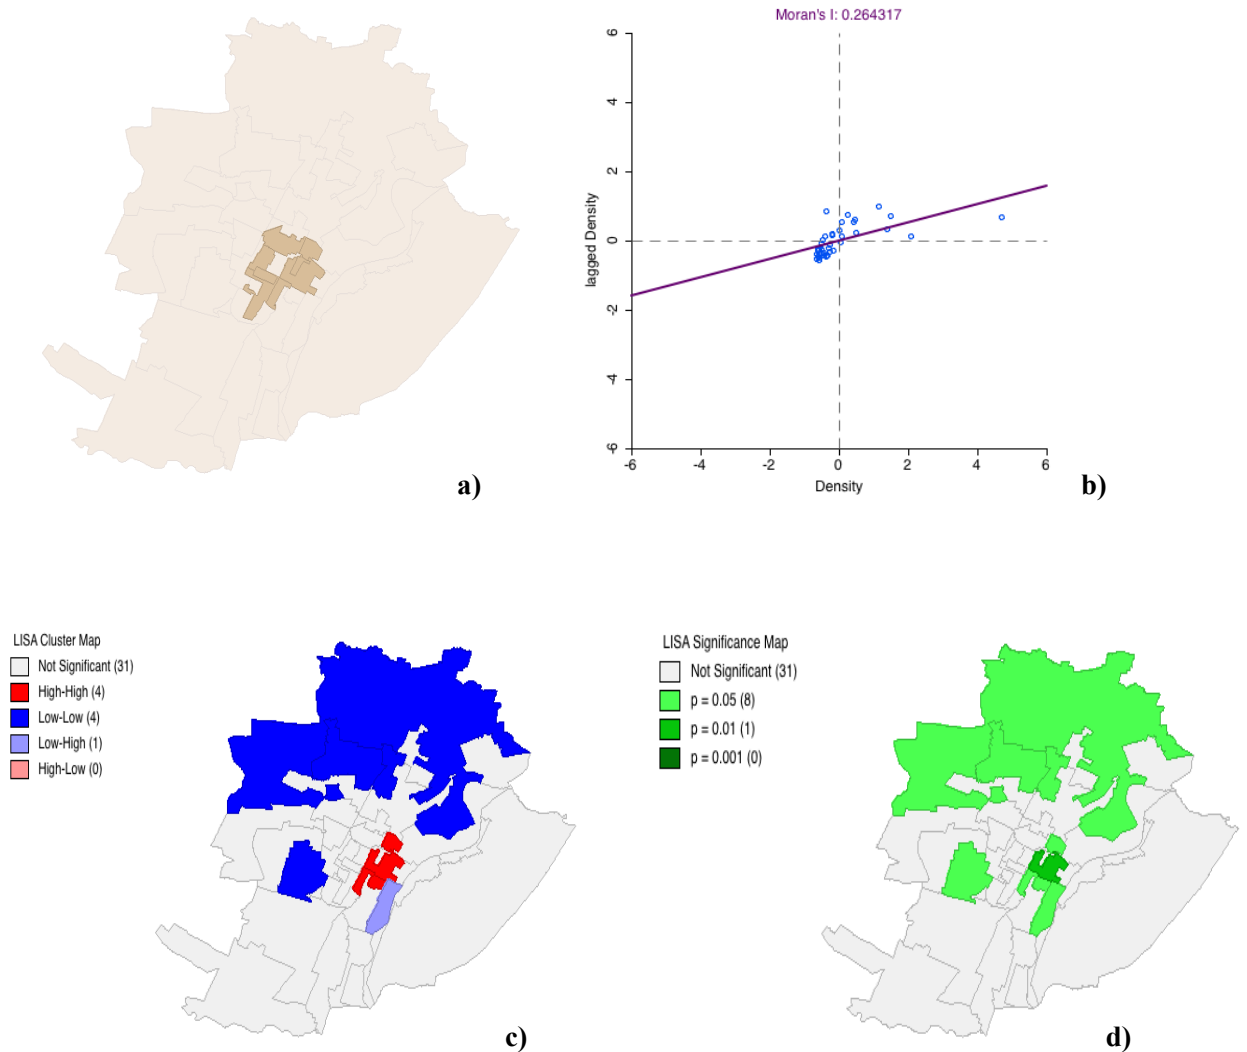 Moran's I: 0.264317
6
4
2
0
-2
-4
-6
lagged Density
-6
-4
-2
0
2
4
6
Density
a)
b)
LISA Cluster Map
Not Significant (31)
High-High (4)
Low-Low (4)
Low-High (1)
High-Low (0)
c)
LISA Significance Map
Not Significant (31)
p = 0.05 (8)
p = 0.01 (1)
p = 0.001 (0)
d)